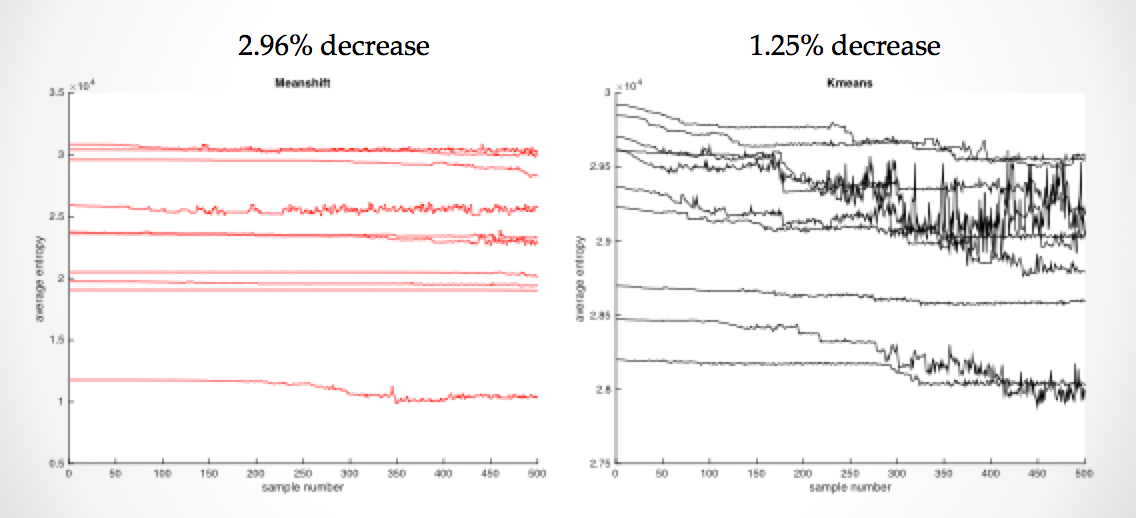 2.96% decrease
1.25% decrease
Meanshift
×10⁴
3.5
3
2.5
2
1.5
1
0.5
average entropy
0 50 100 150 200 250 300 350 400 450 500
sample number
Kmeans
×10⁴
3
2.95
2.9
2.85
2.8
2.75
average entropy
0 50 100 150 200 250 300 350 400 450 500
sample number